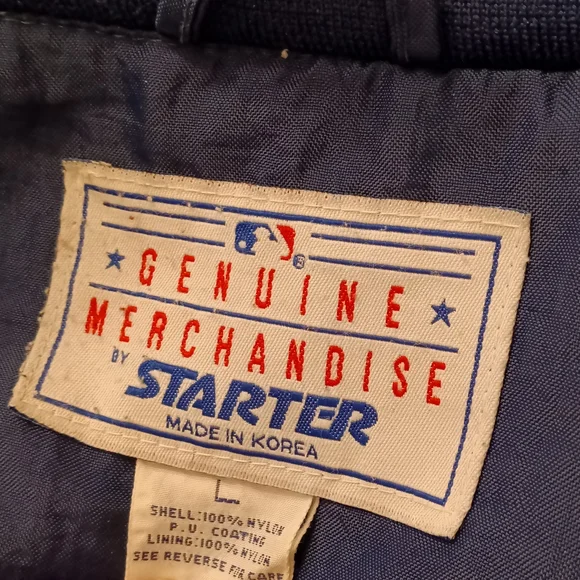 GENUINE
MERCHANDISE
BY STARTER
MADE IN KOREA
L
SHELL:100% NYLON
P.U. COATING
LINING:100% NYLON
SEE REVERSE FOR CARE